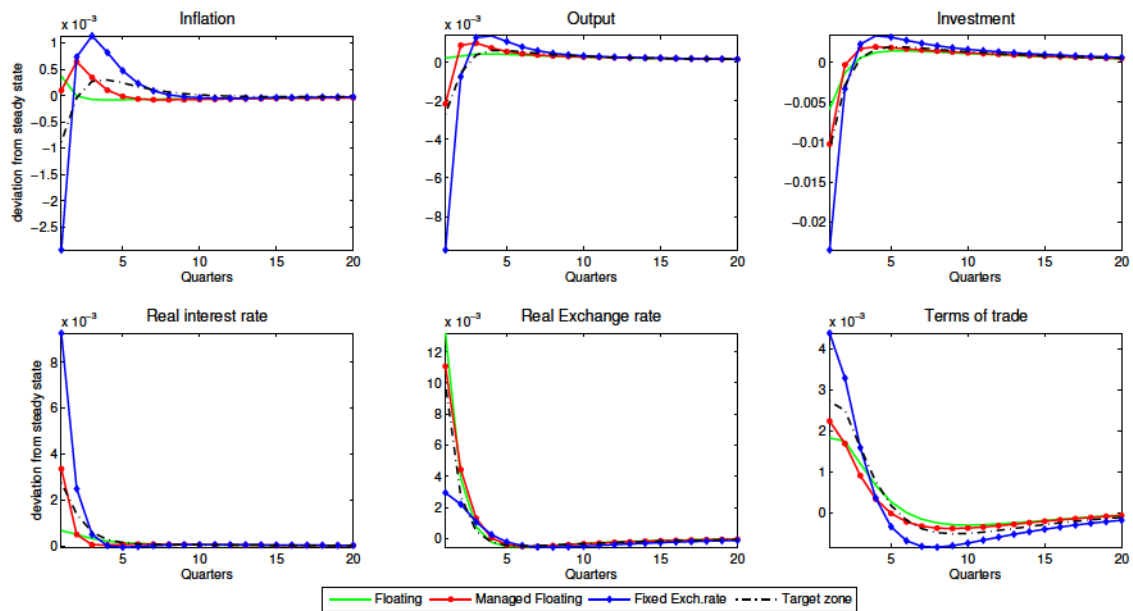 Inflation
x 10⁻³
1
0.5
0
−0.5
−1
−1.5
−2
−2.5
deviation from steady state
5 10 15 20
Quarters
Output
x 10⁻³
0
−2
−4
−6
−8
5 10 15 20
Quarters
Investment
0
−0.005
−0.01
−0.015
−0.02
5 10 15 20
Quarters
Real interest rate
x 10⁻³
8
6
4
2
0
deviation from steady state
5 10 15 20
Quarters
Real Exchange rate
x 10⁻³
12
10
8
6
4
2
0
5 10 15 20
Quarters
Terms of trade
x 10⁻³
4
3
2
1
0
5 10 15 20
Quarters
Floating Managed Floating Fixed Exch.rate Target zone